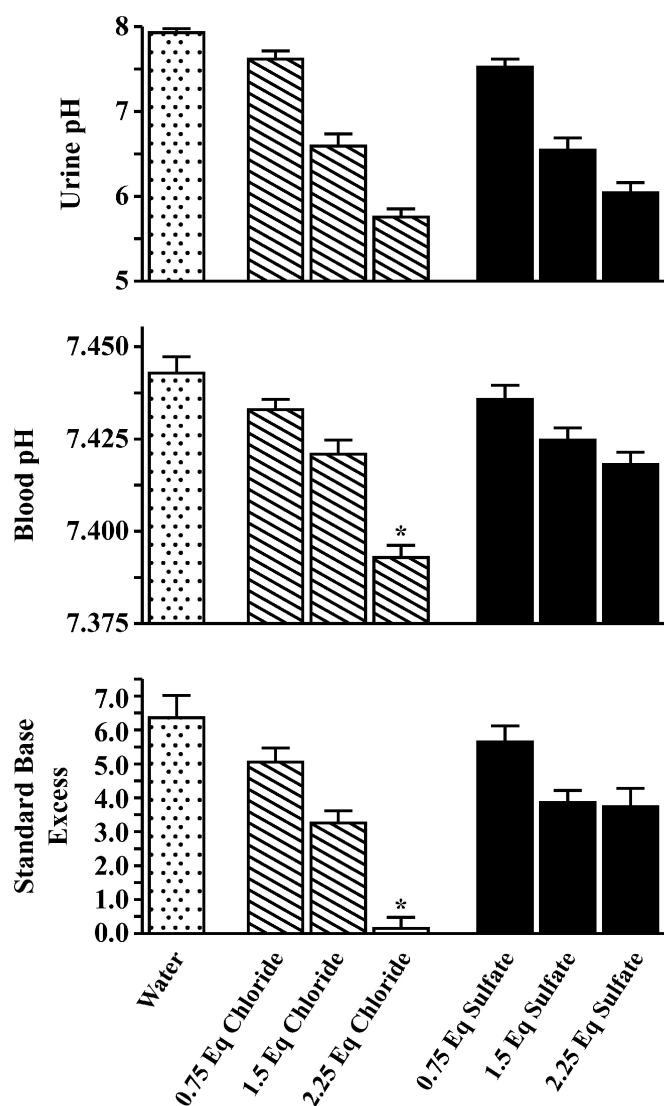 8
7
6
5
Urine pH
7.450
7.425
7.400
7.375
Blood pH
*
7.0
6.0
5.0
4.0
3.0
2.0
1.0
0.0
Standard Base
Excess
*
Water
0.75 Eq Chloride
1.5 Eq Chloride
2.25 Eq Chloride
0.75 Eq Sulfate
1.5 Eq Sulfate
2.25 Eq Sulfate